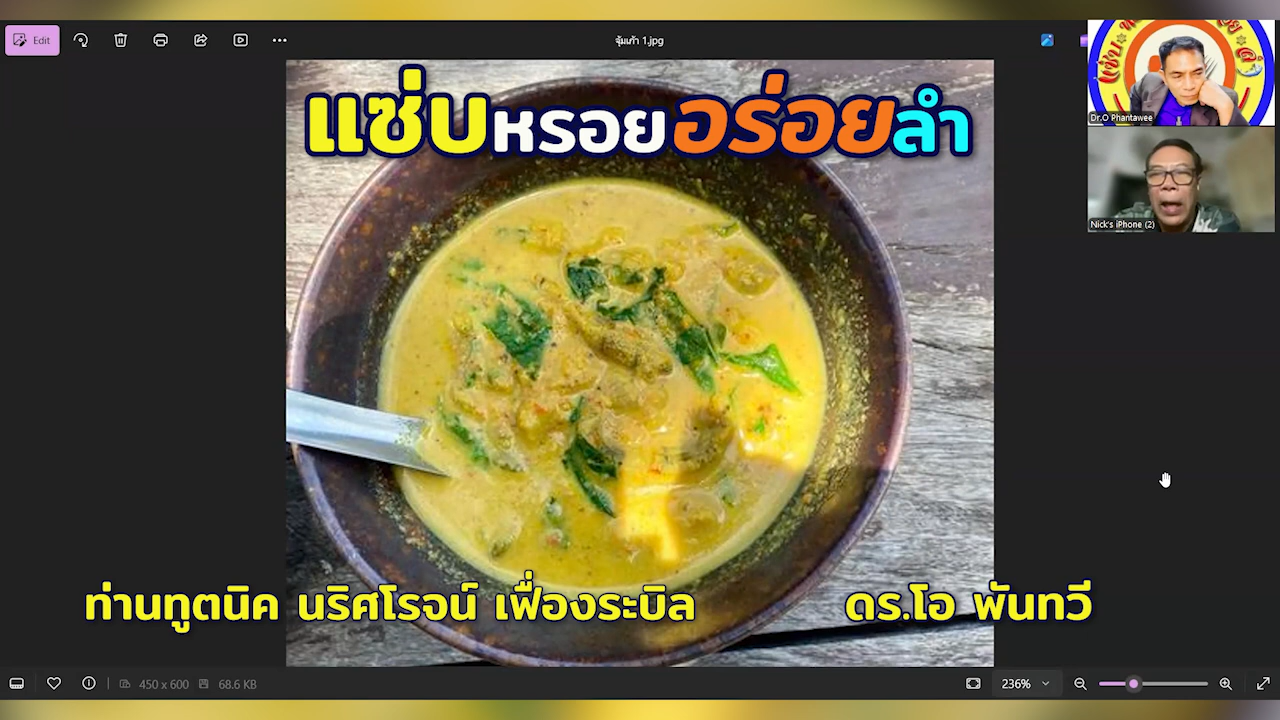 Edit
จุ๋มเก้า 1.jpg
แซ่บหรอยอร่อยลำ
Dr.O Phantawee
Nick's iPhone (2)
ท่านทูตนิค นริศโรจน์ เฟื่องระบิล
ดร.โอ พันทวี
450 x 600
68.6 KB
236%